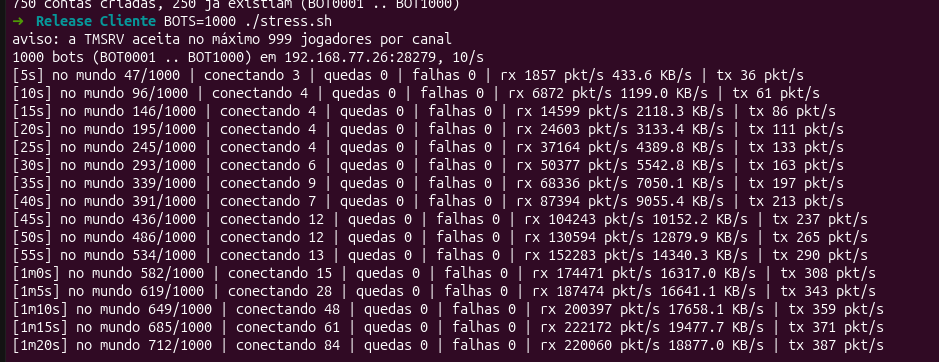 750 contas criadas, 250 já existiam (BOT0001 .. BOT1000)
➜ Release Cliente BOTS=1000 ./stress.sh
aviso: a TMSRV aceita no máximo 999 jogadores por canal
1000 bots (BOT0001 .. BOT1000) em 192.168.77.26:28279, 10/s
[5s] no mundo 47/1000 | conectando 3 | quedas 0 | falhas 0 | rx 1857 pkt/s 433.6 KB/s | tx 36 pkt/s
[10s] no mundo 96/1000 | conectando 4 | quedas 0 | falhas 0 | rx 6872 pkt/s 1199.0 KB/s | tx 61 pkt/s
[15s] no mundo 146/1000 | conectando 4 | quedas 0 | falhas 0 | rx 14599 pkt/s 2118.3 KB/s | tx 86 pkt/s
[20s] no mundo 195/1000 | conectando 4 | quedas 0 | falhas 0 | rx 24603 pkt/s 3133.4 KB/s | tx 111 pkt/s
[25s] no mundo 245/1000 | conectando 4 | quedas 0 | falhas 0 | rx 37164 pkt/s 4389.8 KB/s | tx 133 pkt/s
[30s] no mundo 293/1000 | conectando 6 | quedas 0 | falhas 0 | rx 50377 pkt/s 5542.8 KB/s | tx 163 pkt/s
[35s] no mundo 339/1000 | conectando 9 | quedas 0 | falhas 0 | rx 68336 pkt/s 7050.1 KB/s | tx 197 pkt/s
[40s] no mundo 391/1000 | conectando 7 | quedas 0 | falhas 0 | rx 87394 pkt/s 9055.4 KB/s | tx 213 pkt/s
[45s] no mundo 436/1000 | conectando 12 | quedas 0 | falhas 0 | rx 104243 pkt/s 10152.2 KB/s | tx 237 pkt/s
[50s] no mundo 486/1000 | conectando 12 | quedas 0 | falhas 0 | rx 130594 pkt/s 12879.9 KB/s | tx 265 pkt/s
[55s] no mundo 534/1000 | conectando 13 | quedas 0 | falhas 0 | rx 152283 pkt/s 14340.3 KB/s | tx 290 pkt/s
[1m0s] no mundo 582/1000 | conectando 15 | quedas 0 | falhas 0 | rx 174471 pkt/s 16317.0 KB/s | tx 308 pkt/s
[1m5s] no mundo 619/1000 | conectando 28 | quedas 0 | falhas 0 | rx 187474 pkt/s 16641.1 KB/s | tx 343 pkt/s
[1m10s] no mundo 649/1000 | conectando 48 | quedas 0 | falhas 0 | rx 200397 pkt/s 17658.1 KB/s | tx 359 pkt/s
[1m15s] no mundo 685/1000 | conectando 61 | quedas 0 | falhas 0 | rx 222172 pkt/s 19477.7 KB/s | tx 371 pkt/s
[1m20s] no mundo 712/1000 | conectando 84 | quedas 0 | falhas 0 | rx 220060 pkt/s 18877.0 KB/s | tx 387 pkt/s